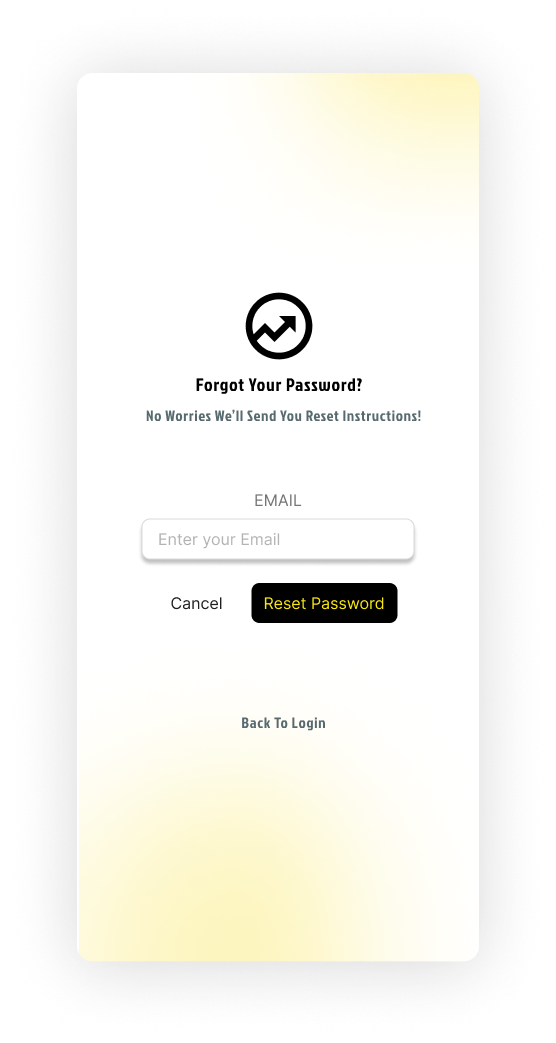 Forgot Your Password?
No Worries We'll Send You Reset Instructions!
EMAIL
Enter your Email
Cancel
Reset Password
Back To Login